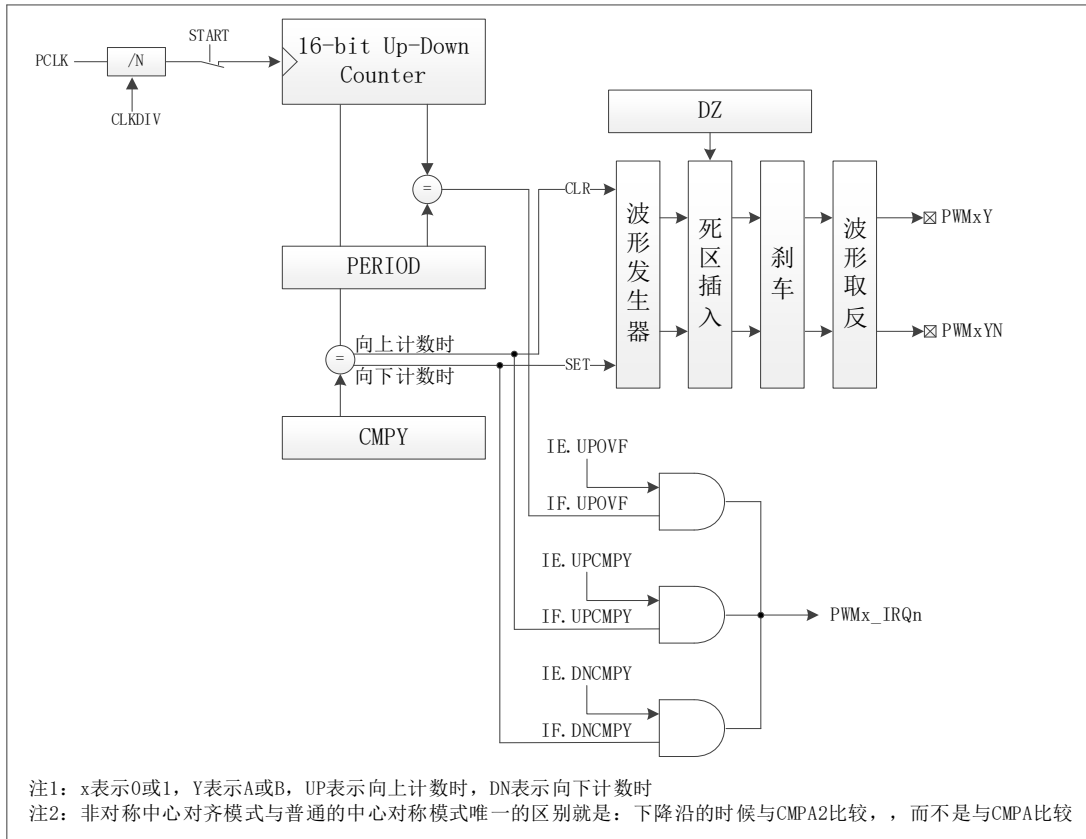 START
PCLK
/N
CLKDIV
16-bit Up-Down
Counter
=
PERIOD
=
向上计数时
向下计数时
CMPY
DZ
CLR
SET
波形发生器
死区插入
刹车
波形取反
PWMxY
PWMxYN
IE.UPOVF
IF.UPOVF
IE.UPCMPY
IF.UPCMPY
IE.DNCMPY
IF.DNCMPY
PWMx_IRQn
注1：x表示0或1，Y表示A或B，UP表示向上计数时，DN表示向下计数时
注2：非对称中心对齐模式与普通的中心对称模式唯一的区别就是：下降沿的时候与CMPA2比较，，而不是与CMPA比较